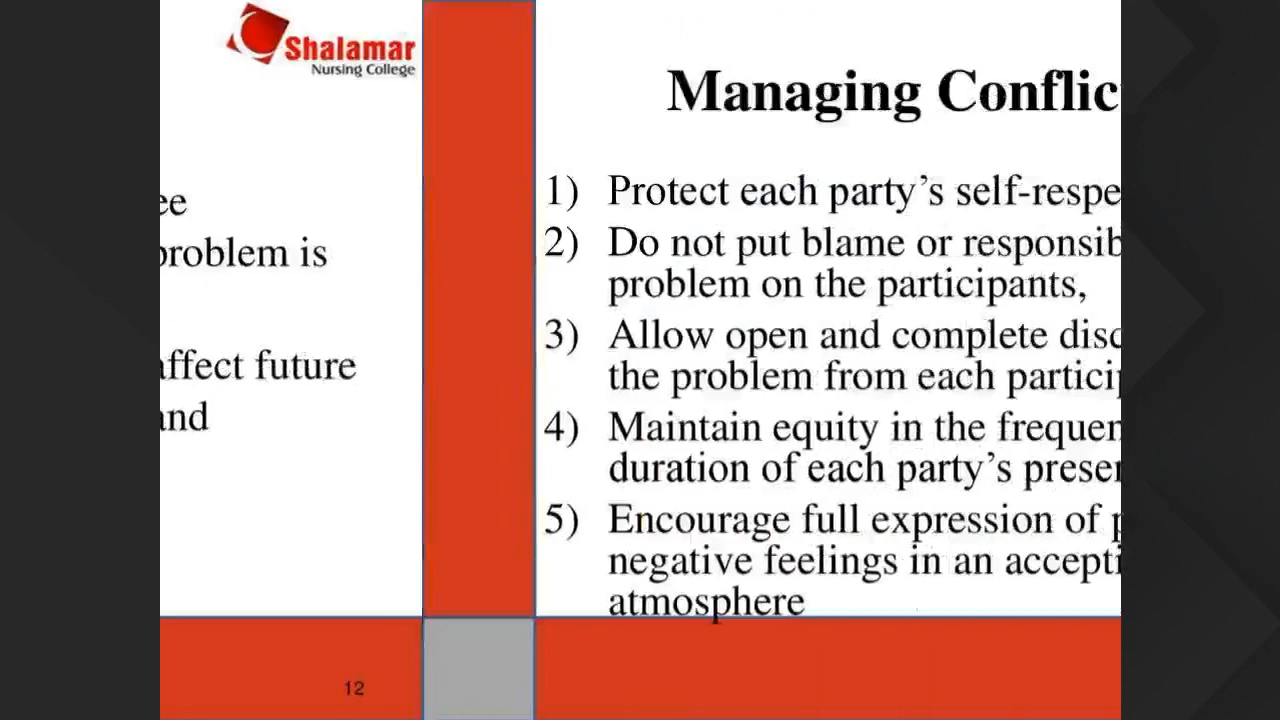 Shalamar
Nursing College
ee
problem is
affect future
and
12
Managing Conflic
1) Protect each party's self-respe
2) Do not put blame or responsib
problem on the participants,
3) Allow open and complete disc
the problem from each particip
4) Maintain equity in the frequen
duration of each party's presen
5) Encourage full expression of p
negative feelings in an accepti
atmosphere